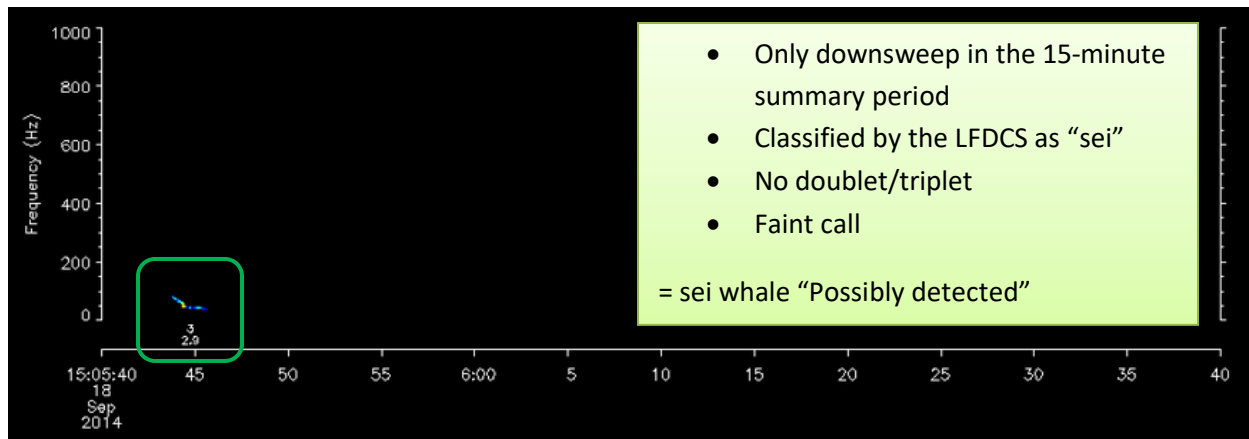 1000
800
600
400
200
0
Frequency (Hz)
3
2.9
15:05:40 45 50 55 6:00 5 10 15 20 25 30 35 40
18
Sep
2014
• Only downsweep in the 15-minute
summary period
• Classified by the LFDCS as “sei”
• No doublet/triplet
• Faint call
= sei whale “Possibly detected”